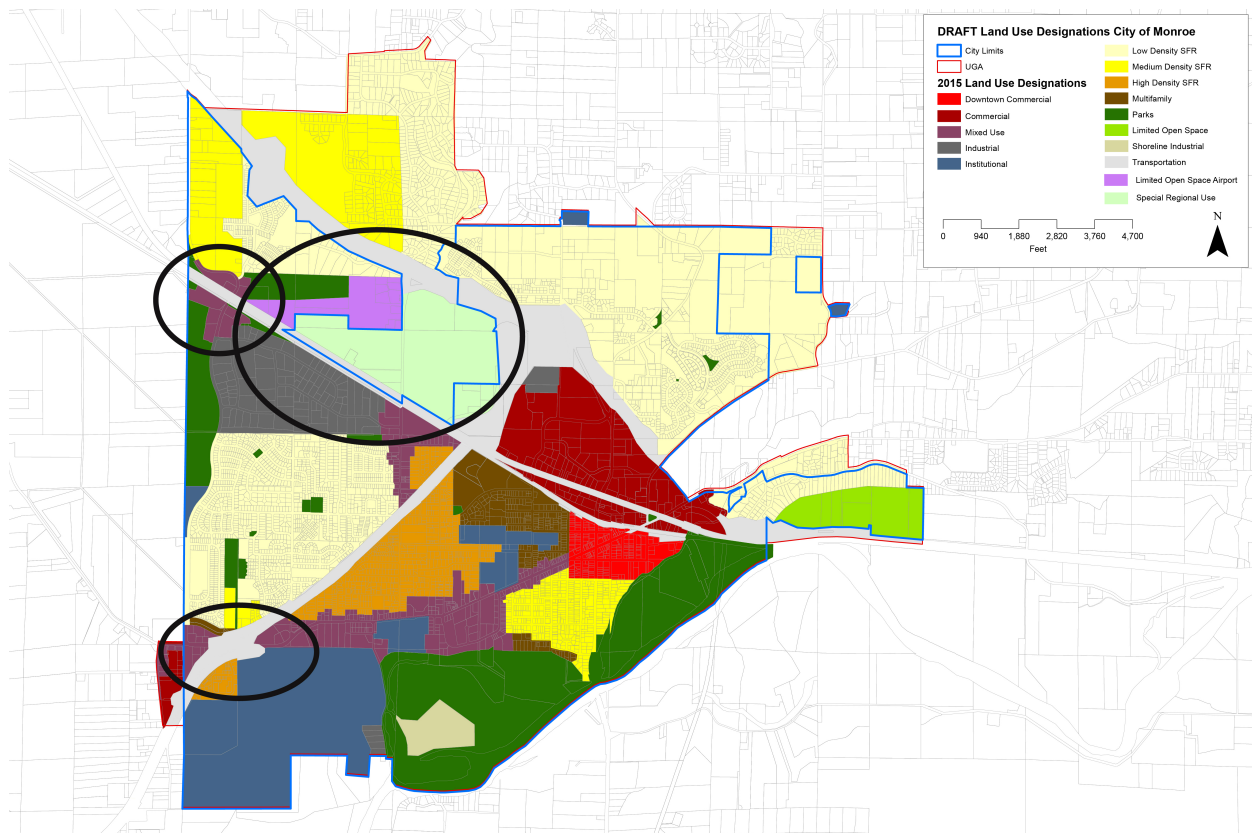 DRAFT Land Use Designations City of Monroe
City Limits
UGA
2015 Land Use Designations
Downtown Commercial
Commercial
Mixed Use
Industrial
Institutional
Low Density SFR
Medium Density SFR
High Density SFR
Multifamily
Parks
Limited Open Space
Shoreline Industrial
Transportation
Limited Open Space Airport
Special Regional Use
0 940 1,880 2,820 3,760 4,700
Feet
N